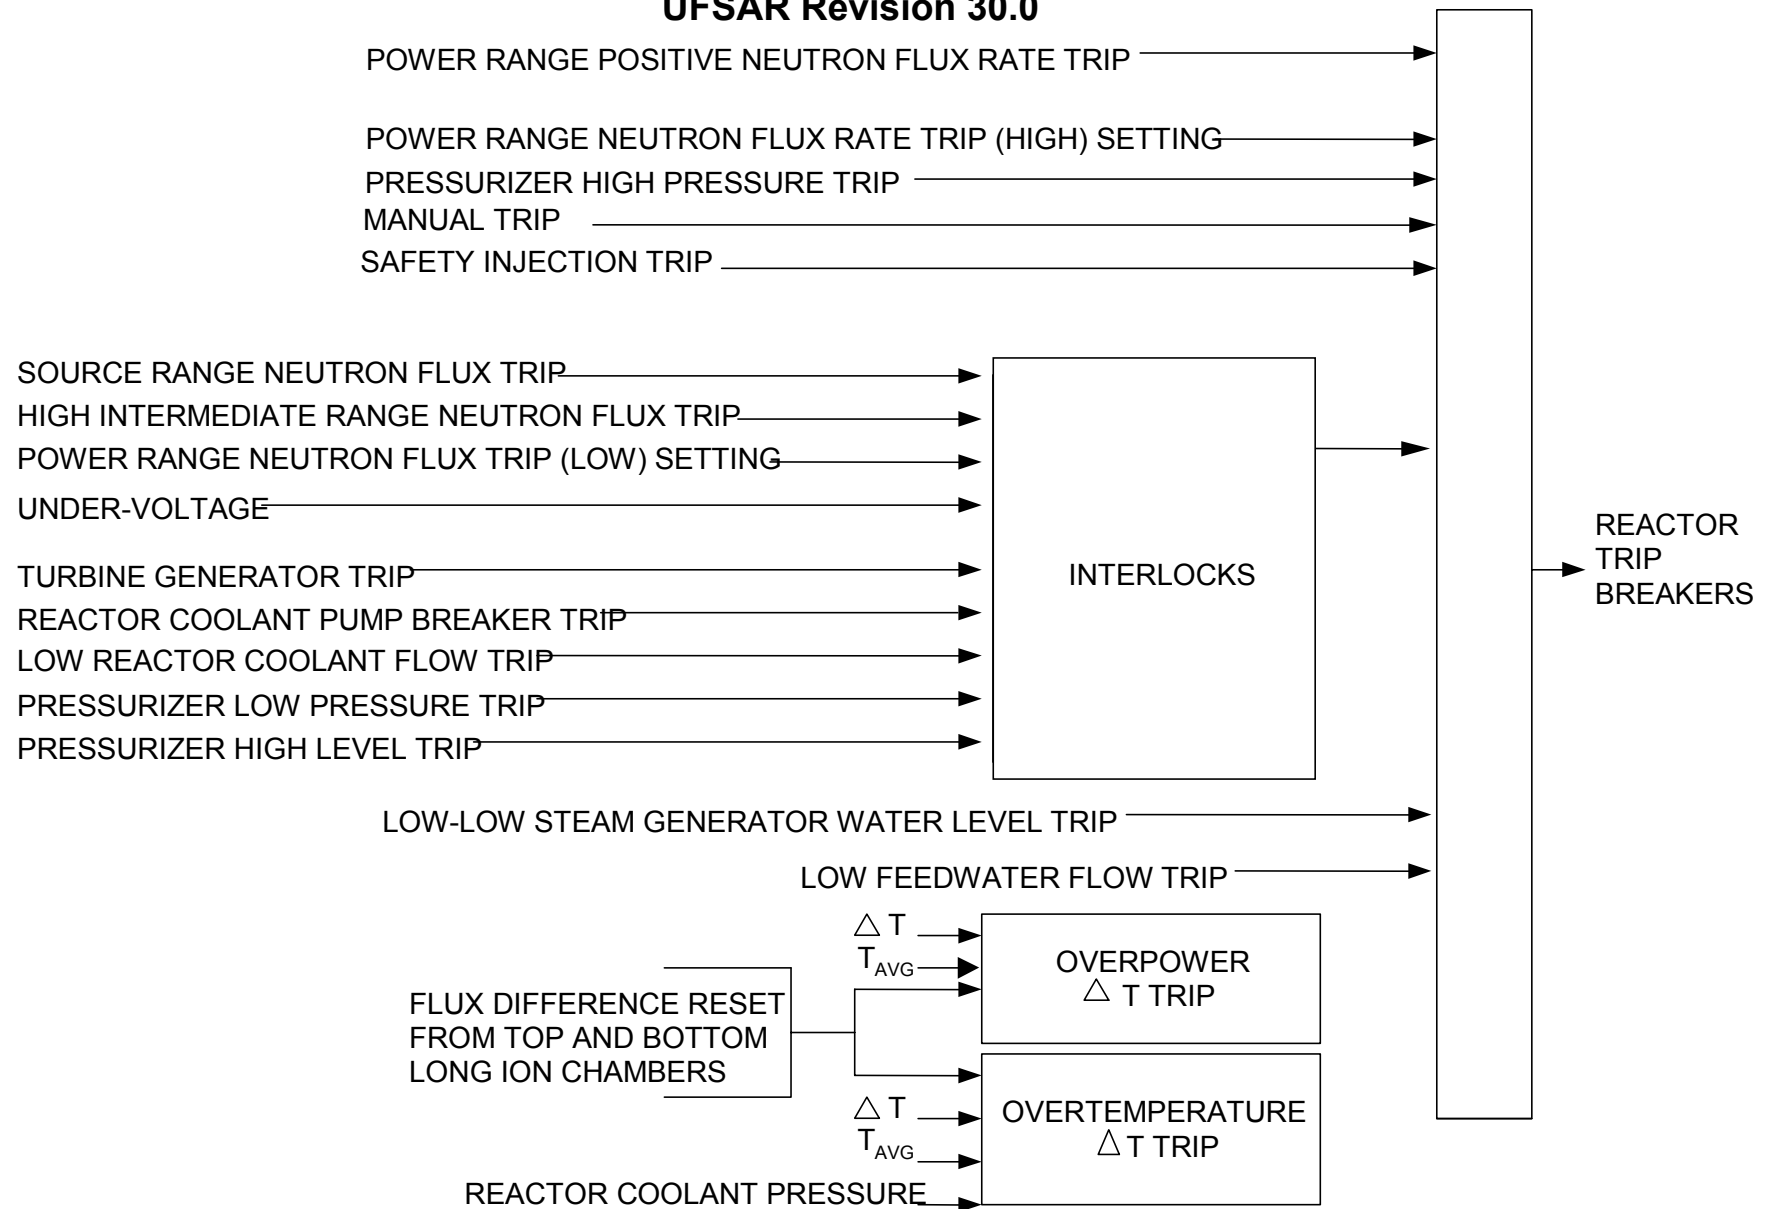 UFSAR Revision 30.0
POWER RANGE POSITIVE NEUTRON FLUX RATE TRIP
POWER RANGE NEUTRON FLUX RATE TRIP (HIGH) SETTING
PRESSURIZER HIGH PRESSURE TRIP
MANUAL TRIP
SAFETY INJECTION TRIP
SOURCE RANGE NEUTRON FLUX TRIP
HIGH INTERMEDIATE RANGE NEUTRON FLUX TRIP
POWER RANGE NEUTRON FLUX TRIP (LOW) SETTING
UNDER-VOLTAGE
TURBINE GENERATOR TRIP
REACTOR COOLANT PUMP BREAKER TRIP
LOW REACTOR COOLANT FLOW TRIP
PRESSURIZER LOW PRESSURE TRIP
PRESSURIZER HIGH LEVEL TRIP
INTERLOCKS
REACTOR
TRIP
BREAKERS
LOW-LOW STEAM GENERATOR WATER LEVEL TRIP
LOW FEEDWATER FLOW TRIP
△ T
TAVG
OVERPOWER
△ T TRIP
FLUX DIFFERENCE RESET
FROM TOP AND BOTTOM
LONG ION CHAMBERS
△ T
TAVG
OVERTEMPERATURE
△ T TRIP
REACTOR COOLANT PRESSURE